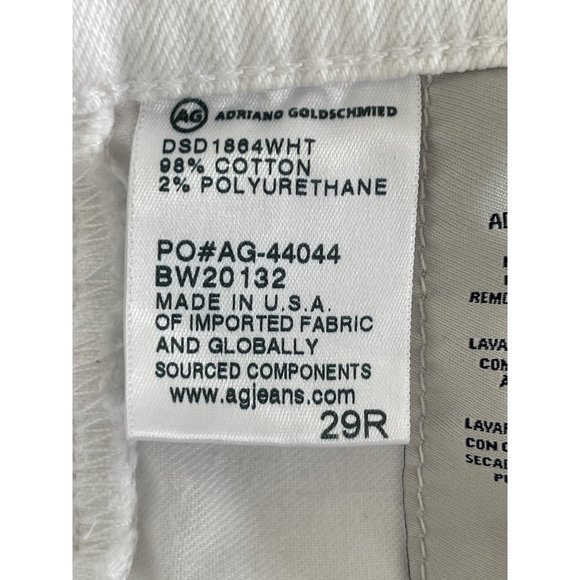 AG ADRIANO GOLDSCHMIED
DSD1864WHT
98% COTTON
2% POLYURETHANE
PO#AG-44044
BW20132
MADE IN U.S.A.
OF IMPORTED FABRIC
AND GLOBALLY
SOURCED COMPONENTS
www.agjeans.com
29R
CON